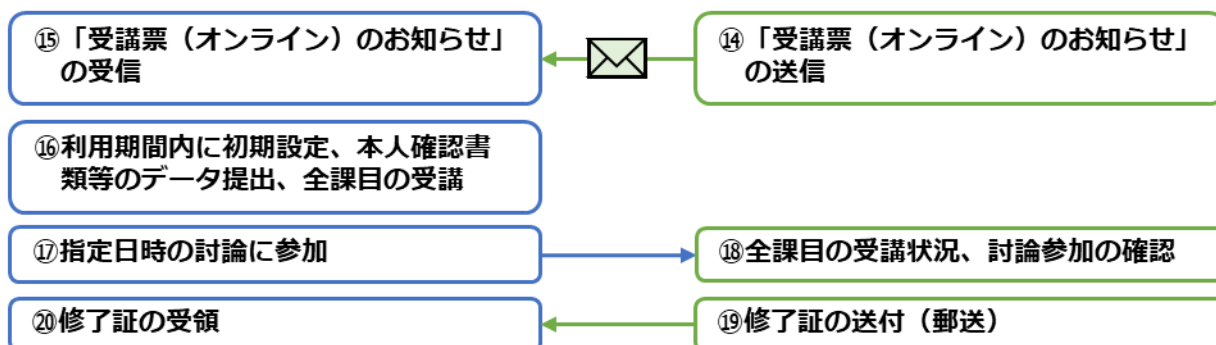 ⑮「受講票（オンライン）のお知らせ」
の受信
⑭「受講票（オンライン）のお知らせ」
の送信
⑯利用期間内に初期設定、本人確認書
類等のデータ提出、全課目の受講
⑰指定日時の討論に参加
⑱全課目の受講状況、討論参加の確認
⑳修了証の受領
⑲修了証の送付（郵送）